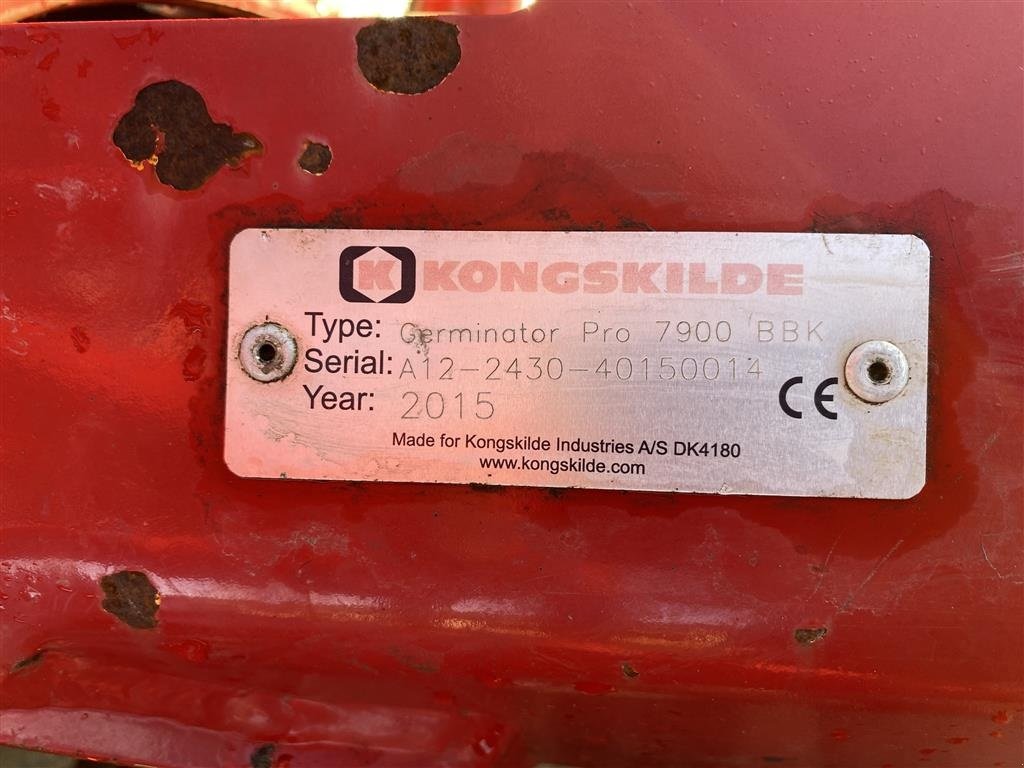 K KONGSKILDE
Type: Germinator Pro 7900 BBK
Serial: A12-2430-40150014
Year: 2015
CE
Made for Kongskilde Industries A/S DK4180
www.kongskilde.com